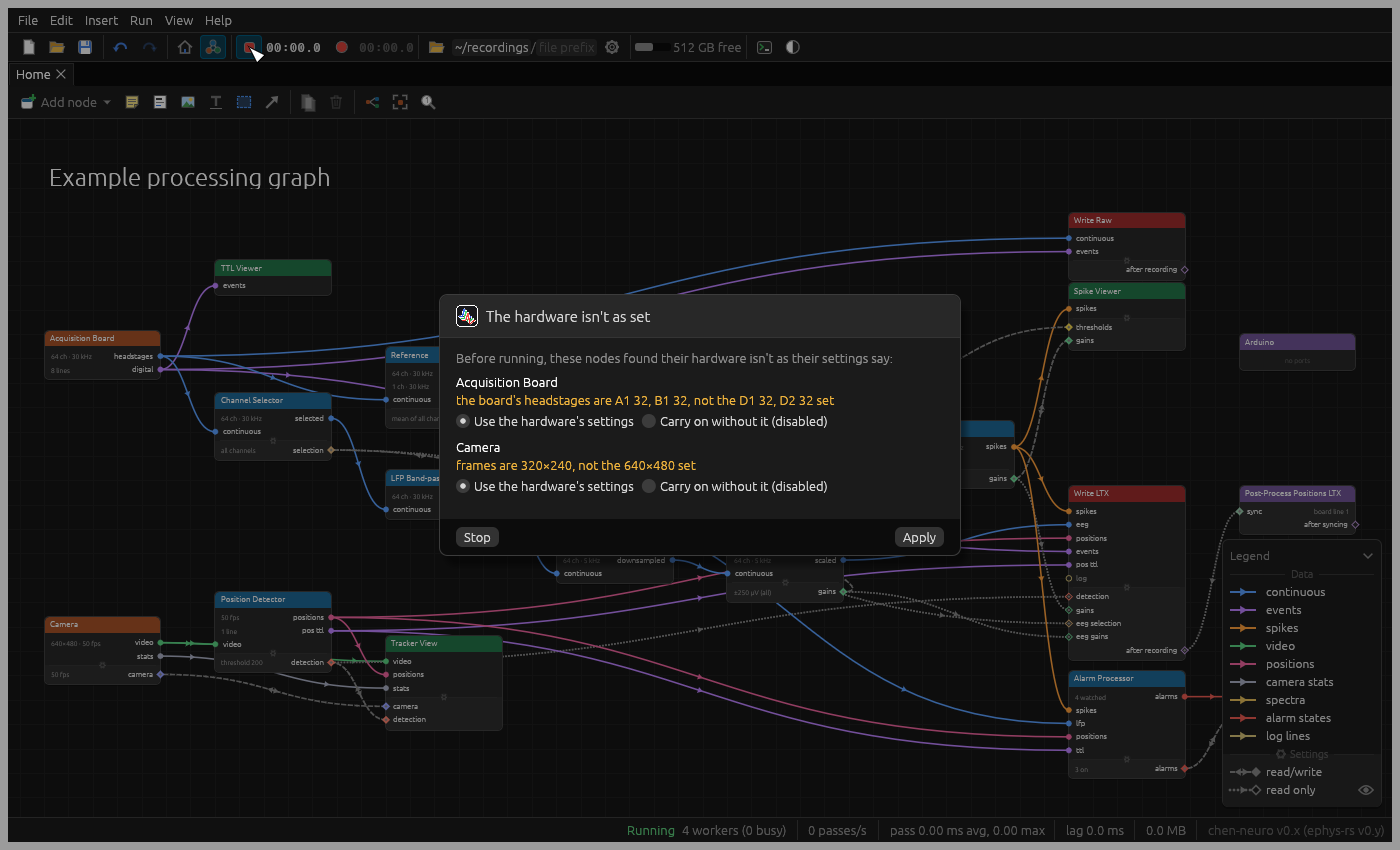 File Edit Insert Run View Help
00:00.0 00:00.0 ~/recordings/file prefix 512 GB free
Home
Add node
Example processing graph
Write Raw
continuous
events
after recording
TTL Viewer
events
Spike Viewer
spikes
thresholds
gains
Acquisition Board
64 ch · 30 kHz headstages
8 lines digital
Arduino
no ports
Reference
64 ch · 30 kHz
1 ch · 30 kHz
continuous
mean of all chan
Channel Selector
64 ch · 30 kHz selected
continuous
all channels selection
LFP Band-pas
64 ch · 30 kHz
continuous
spikes
gains
The hardware isn't as set
Before running, these nodes found their hardware isn't as their settings say:
Acquisition Board
the board's headstages are A1 32, B1 32, not the D1 32, D2 32 set
Use the hardware's settings Carry on without it (disabled)
Camera
frames are 320×240, not the 640×480 set
Use the hardware's settings Carry on without it (disabled)
Stop Apply
64 ch · 5 kHz downsampled
continuous
64 ch · 5 kHz scaled
continuous
±250 µV (all) gains
Write LTX
spikes
eeg
positions
events
pos ttl
log
detection
gains
eeg selection
eeg gains
after recording
Post-Process Positions LTX
sync board line 1
after syncing
Position Detector
50 fps positions
1 line pos ttl
video
threshold 200 detection
Camera
640×480 · 50 fps video
stats
50 fps camera
Tracker View
video
positions
stats
camera
detection
Alarm Processor
4 watched alarms
spikes
lfp
positions
ttl
3 on alarms
Legend
Data
continuous
events
spikes
video
positions
camera stats
spectra
alarm states
log lines
Settings
read/write
read only
Running 4 workers (0 busy) 0 passes/s pass 0.00 ms avg, 0.00 max lag 0.0 ms 0.0 MB chen-neuro v0.x (ephys-rs v0.y)